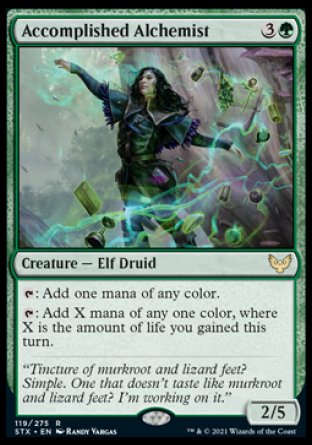 Accomplished Alchemist 3
Creature — Elf Druid
: Add one mana of any color.
: Add X mana of any one color, where
X is the amount of life you gained this
turn.
“Tincture of murkroot and lizard feet?
Simple. One that doesn’t taste like murkroot
and lizard feet? I’m working on it.”
2/5
119/275 R
STX • EN Randy Vargas
™ & © 2021 Wizards of the Coast